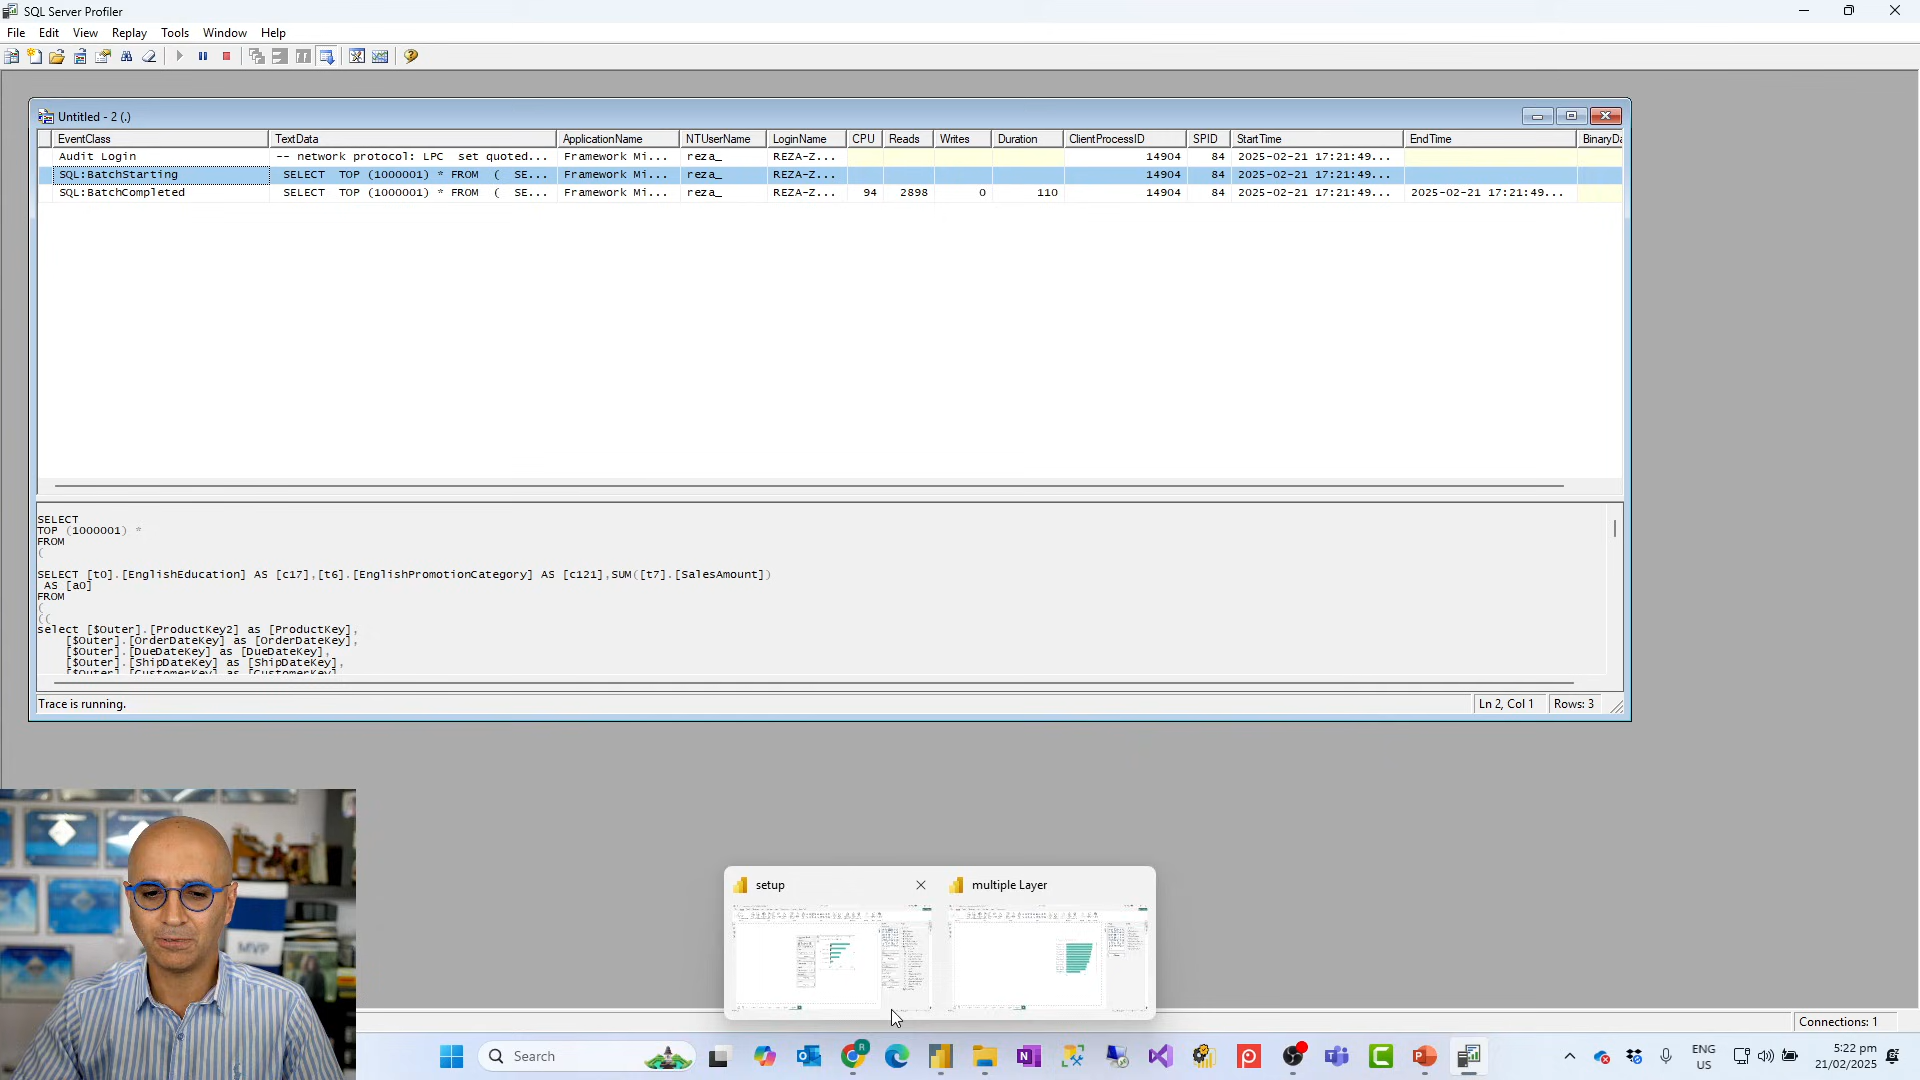 SQL Server Profiler
File Edit View Replay Tools Window Help
Untitled - 2 (.)
EventClass TextData ApplicationName NTUserName LoginName CPU Reads Writes Duration ClientProcessID SPID StartTime EndTime BinaryDa
Audit Login -- network protocol: LPC set quoted... Framework Mi... reza_ REZA-Z... 14904 84 2025-02-21 17:21:49...
SQL:BatchStarting SELECT TOP (1000001) * FROM ( SE... Framework Mi... reza_ REZA-Z... 14904 84 2025-02-21 17:21:49...
SQL:BatchCompleted SELECT TOP (1000001) * FROM ( SE... Framework Mi... reza_ REZA-Z... 94 2898 0 110 14904 84 2025-02-21 17:21:49... 2025-02-21 17:21:49...
SELECT
TOP (1000001) *
FROM
(
SELECT [t0].[EnglishEducation] AS [c17],[t6].[EnglishPromotionCategory] AS [c121],SUM([t7].[SalesAmount])
AS [a0]
FROM
(
((
select [$Outer].[ProductKey2] as [ProductKey],
[$Outer].[OrderDateKey] as [OrderDateKey],
[$Outer].[DueDateKey] as [DueDateKey],
[$Outer].[ShipDateKey] as [ShipDateKey],
[$Outer].[CustomerKey] as [CustomerKey]
Trace is running.
Ln 2, Col 1 Rows: 3
MVP
setup multiple Layer
Connections: 1
Search
ENG
US
5:22 pm
21/02/2025